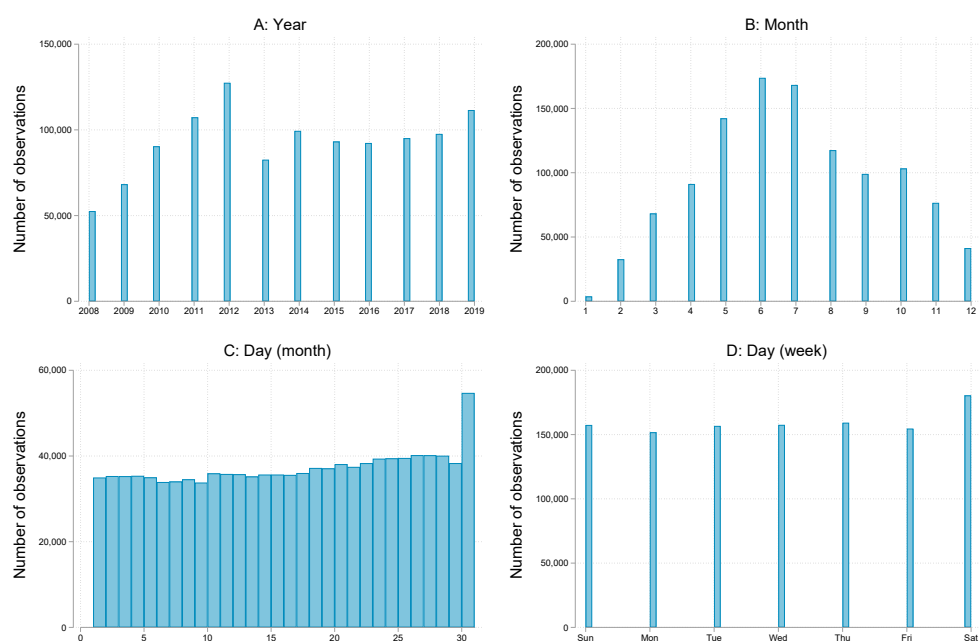 A: Year
Number of observations
150,000
100,000
50,000
0
2008 2009 2010 2011 2012 2013 2014 2015 2016 2017 2018 2019
B: Month
Number of observations
200,000
150,000
100,000
50,000
0
1 2 3 4 5 6 7 8 9 10 11 12
C: Day (month)
Number of observations
60,000
40,000
20,000
0
0 5 10 15 20 25 30
D: Day (week)
Number of observations
200,000
150,000
100,000
50,000
0
Sun Mon Tue Wed Thu Fri Sat